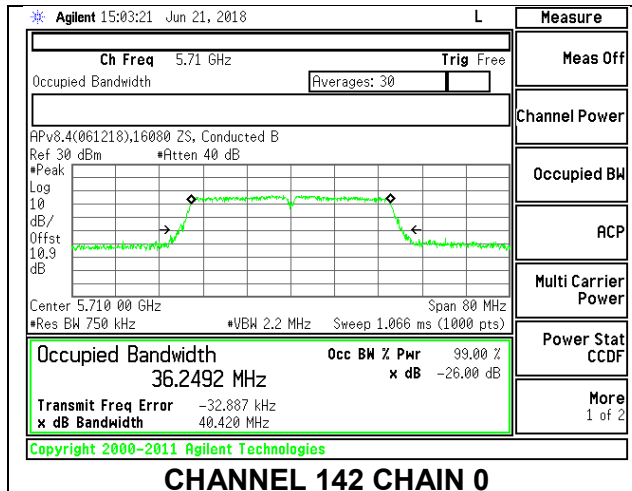 Agilent 15:03:21 Jun 21, 2018 L Measure
Ch Freq 5.71 GHz Trig Free
Meas Off
Occupied Bandwidth Averages: 30
Channel Power
APv8.4(061218),16080 ZS, Conducted B
Ref 30 dBm #Atten 40 dB
#Peak
Occupied BW
Log
10
dB/
ACP
Offst
10.9
dB
Multi Carrier
Power
Center 5.710 00 GHz Span 80 MHz
#Res BW 750 kHz #VBW 2.2 MHz Sweep 1.066 ms (1000 pts)
Power Stat
CCDF
Occupied Bandwidth Occ BW % Pwr 99.00 %
36.2492 MHz x dB -26.00 dB
More
1 of 2
Transmit Freq Error -32.887 kHz
x dB Bandwidth 40.420 MHz
Copyright 2000-2011 Agilent Technologies
CHANNEL 142 CHAIN 0